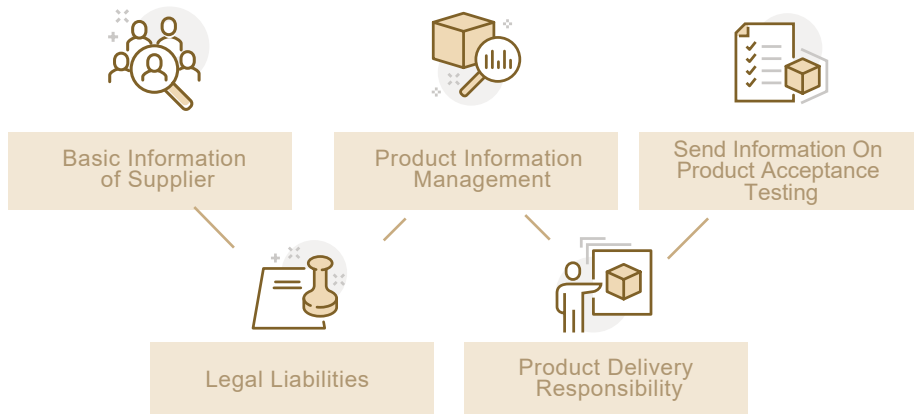 Basic Information
of Supplier
Product Information
Management
Send Information On
Product Acceptance
Testing
Legal Liabilities
Product Delivery
Responsibility